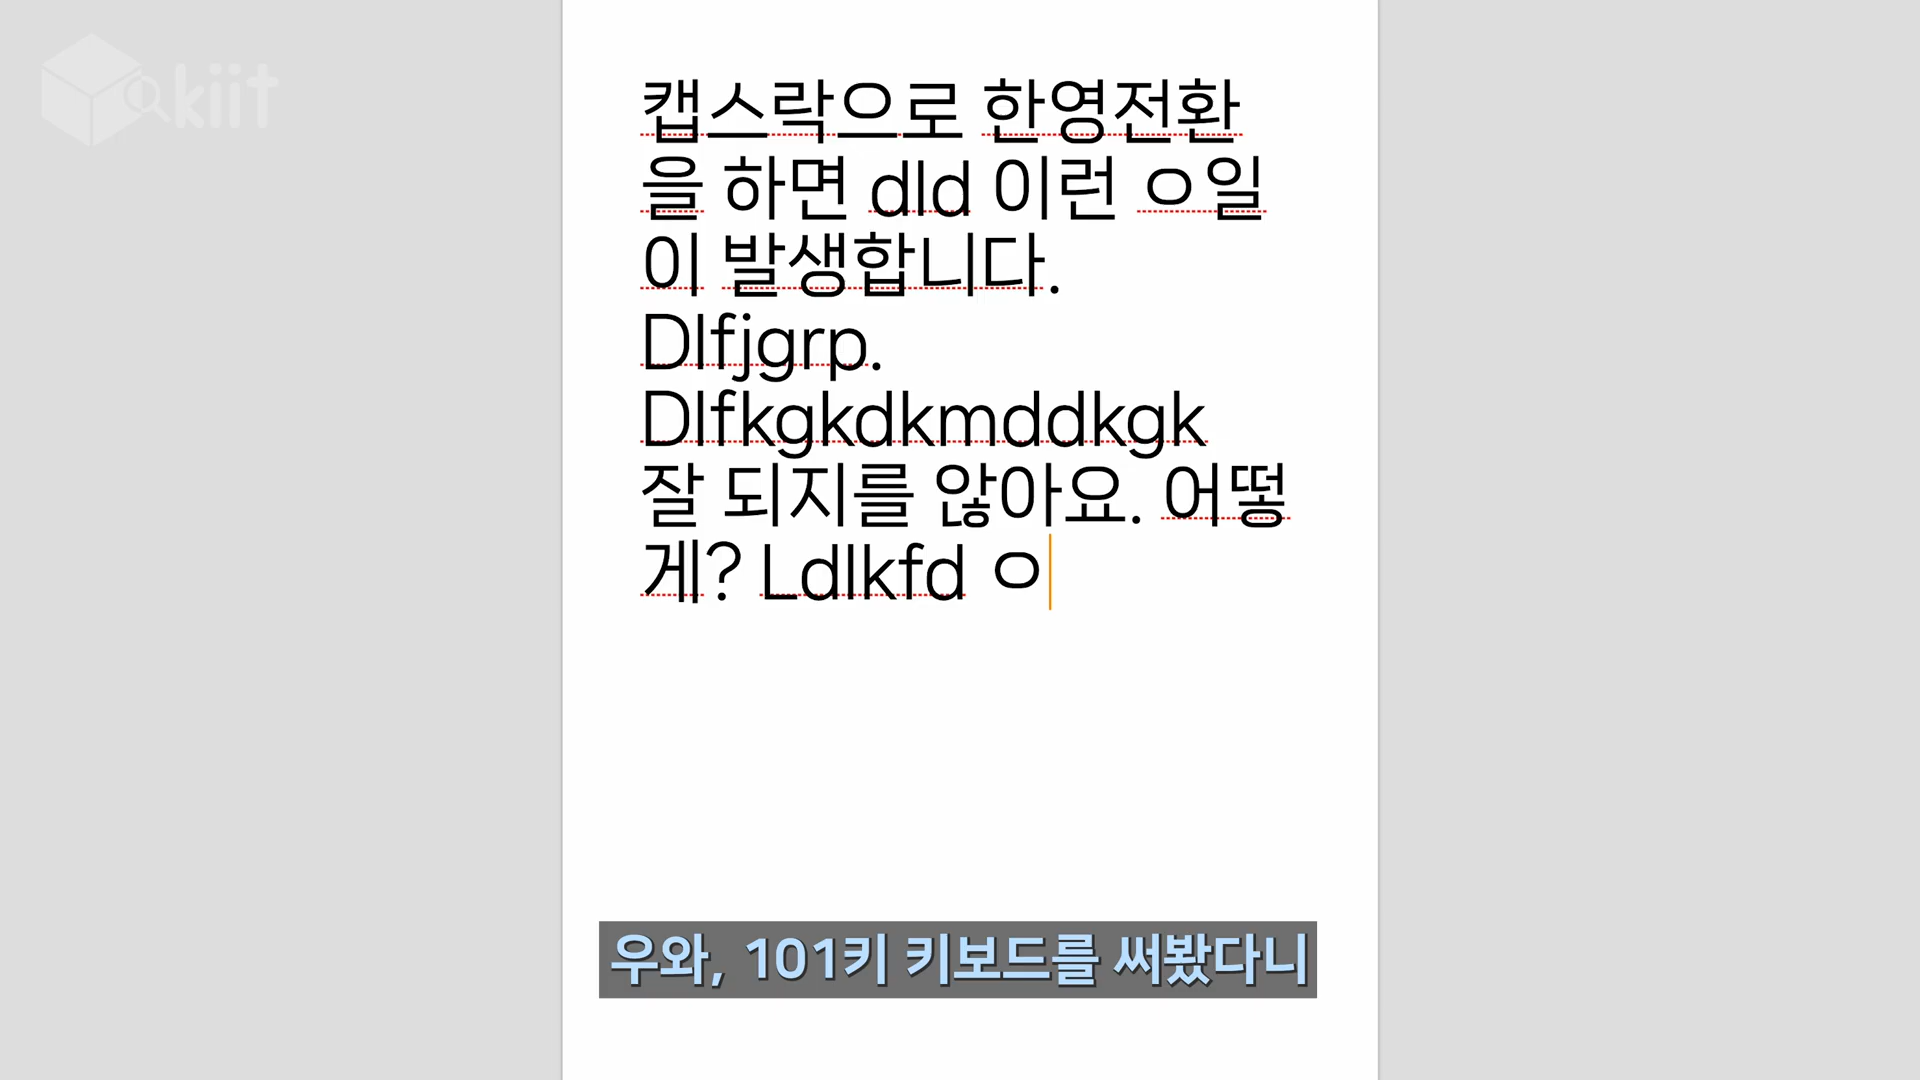 kiit
캡스락으로 한영전환
을 하면 dld 이런 ㅇ일
이 발생합니다.
Dlfjgrp.
Dlfkgkdkmddkgk
잘 되지를 않아요. 어떻
게? Ldlkfd ㅇ
우와, 101키 키보드를 써봤다니